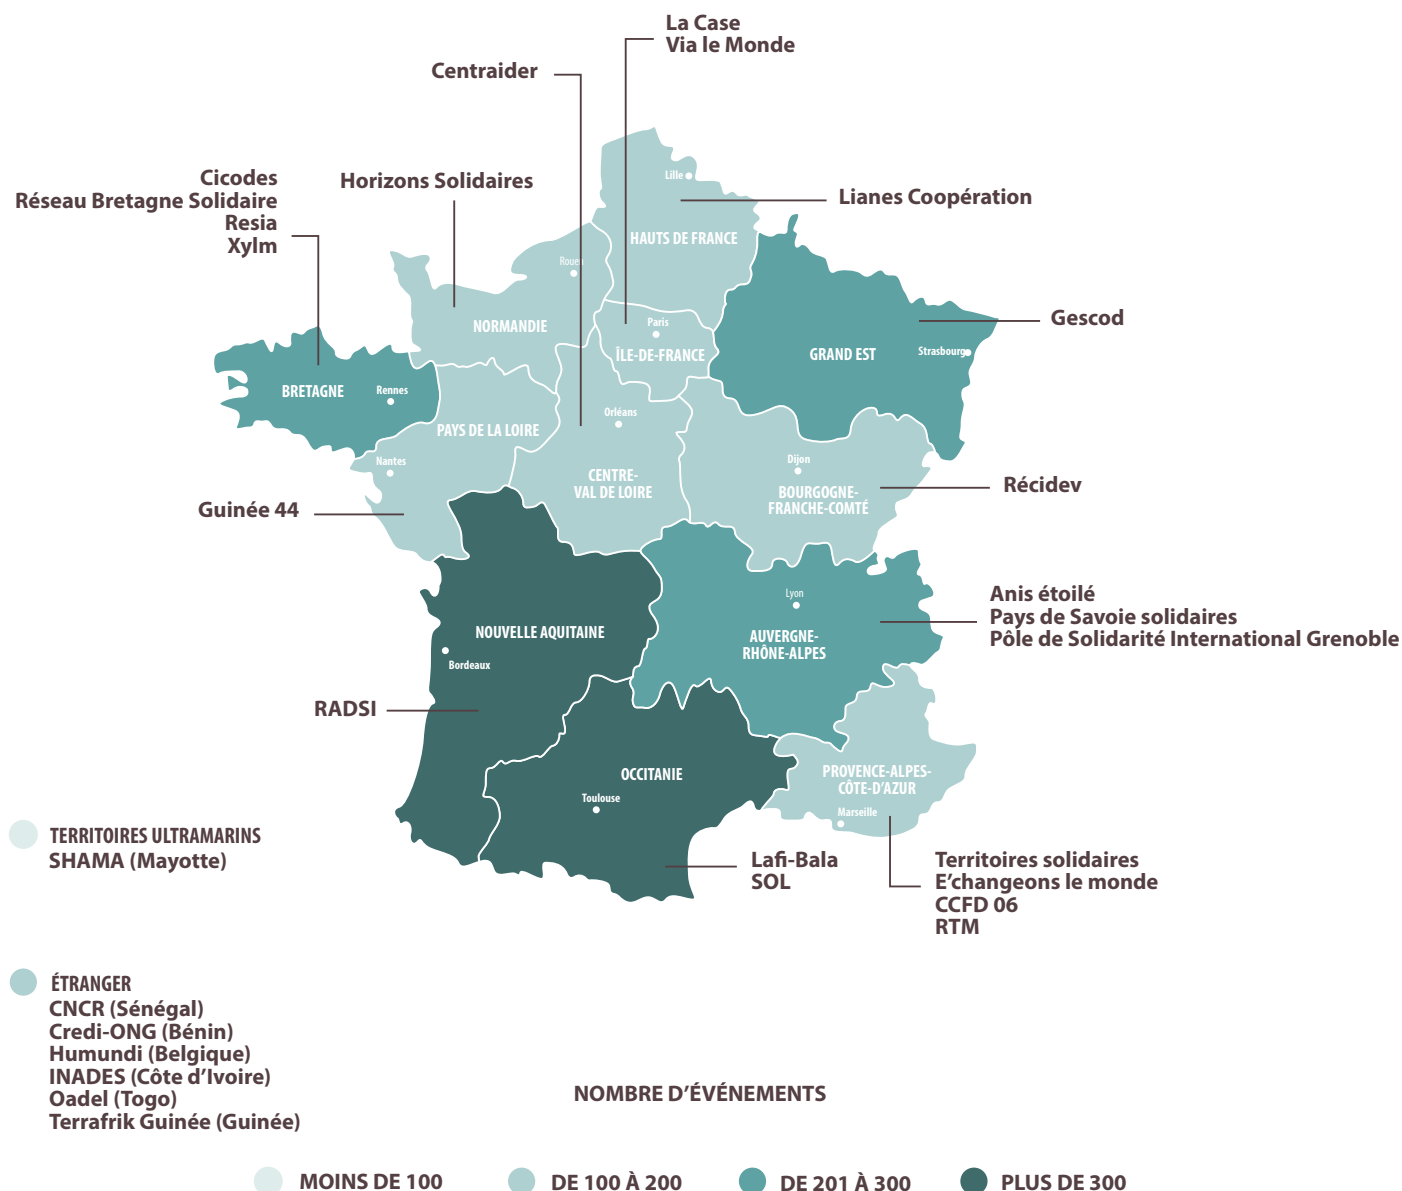 La Case
Via le Monde
Centraider
Cicodes
Réseau Bretagne Solidaire
Resia
Xylm
Horizons Solidaires
Lille
Lianes Coopération
HAUTS DE FRANCE
Rouen
NORMANDIE
Paris
ÎLE-DE-FRANCE
GRAND EST
Strasbourg
Gescod
BRETAGNE
Rennes
PAYS DE LA LOIRE
Nantes
Orléans
CENTRE-
VAL DE LOIRE
Dijon
BOURGOGNE-
FRANCHE-COMTÉ
Récidev
Guinée 44
Lyon
AUVERGNE-
RHÔNE-ALPES
Anis étoilé
Pays de Savoie solidaires
Pôle de Solidarité International Grenoble
NOUVELLE AQUITAINE
Bordeaux
RADSI
OCCITANIE
Toulouse
PROVENCE-ALPES-
CÔTE-D'AZUR
Marseille
Lafi-Bala
SOL
Territoires solidaires
E'changeons le monde
CCFD 06
RTM
TERRITOIRES ULTRAMARINS
SHAMA (Mayotte)
ÉTRANGER
CNCR (Sénégal)
Credi-ONG (Bénin)
Humundi (Belgique)
INADES (Côte d'Ivoire)
Oadel (Togo)
Terrafrik Guinée (Guinée)
NOMBRE D'ÉVÉNEMENTS
MOINS DE 100
DE 100 À 200
DE 201 À 300
PLUS DE 300